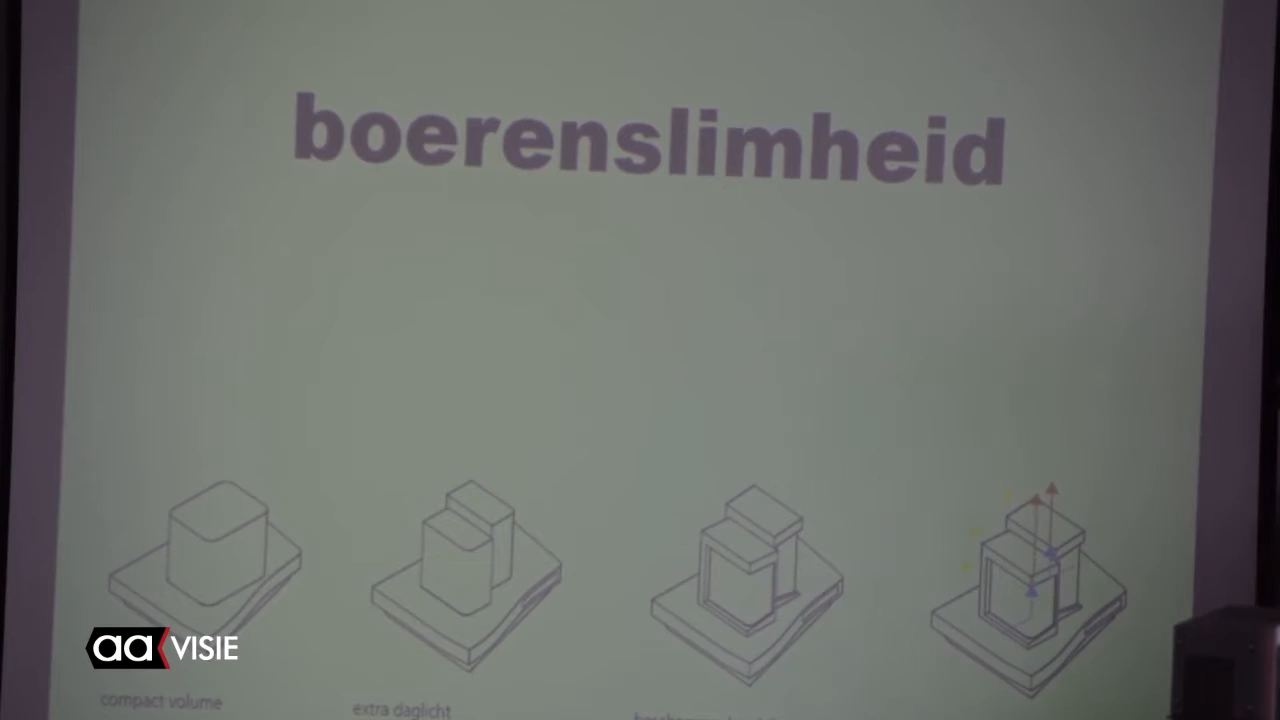 boerenslimheid
aa VISIE
compact volume
extra daglicht